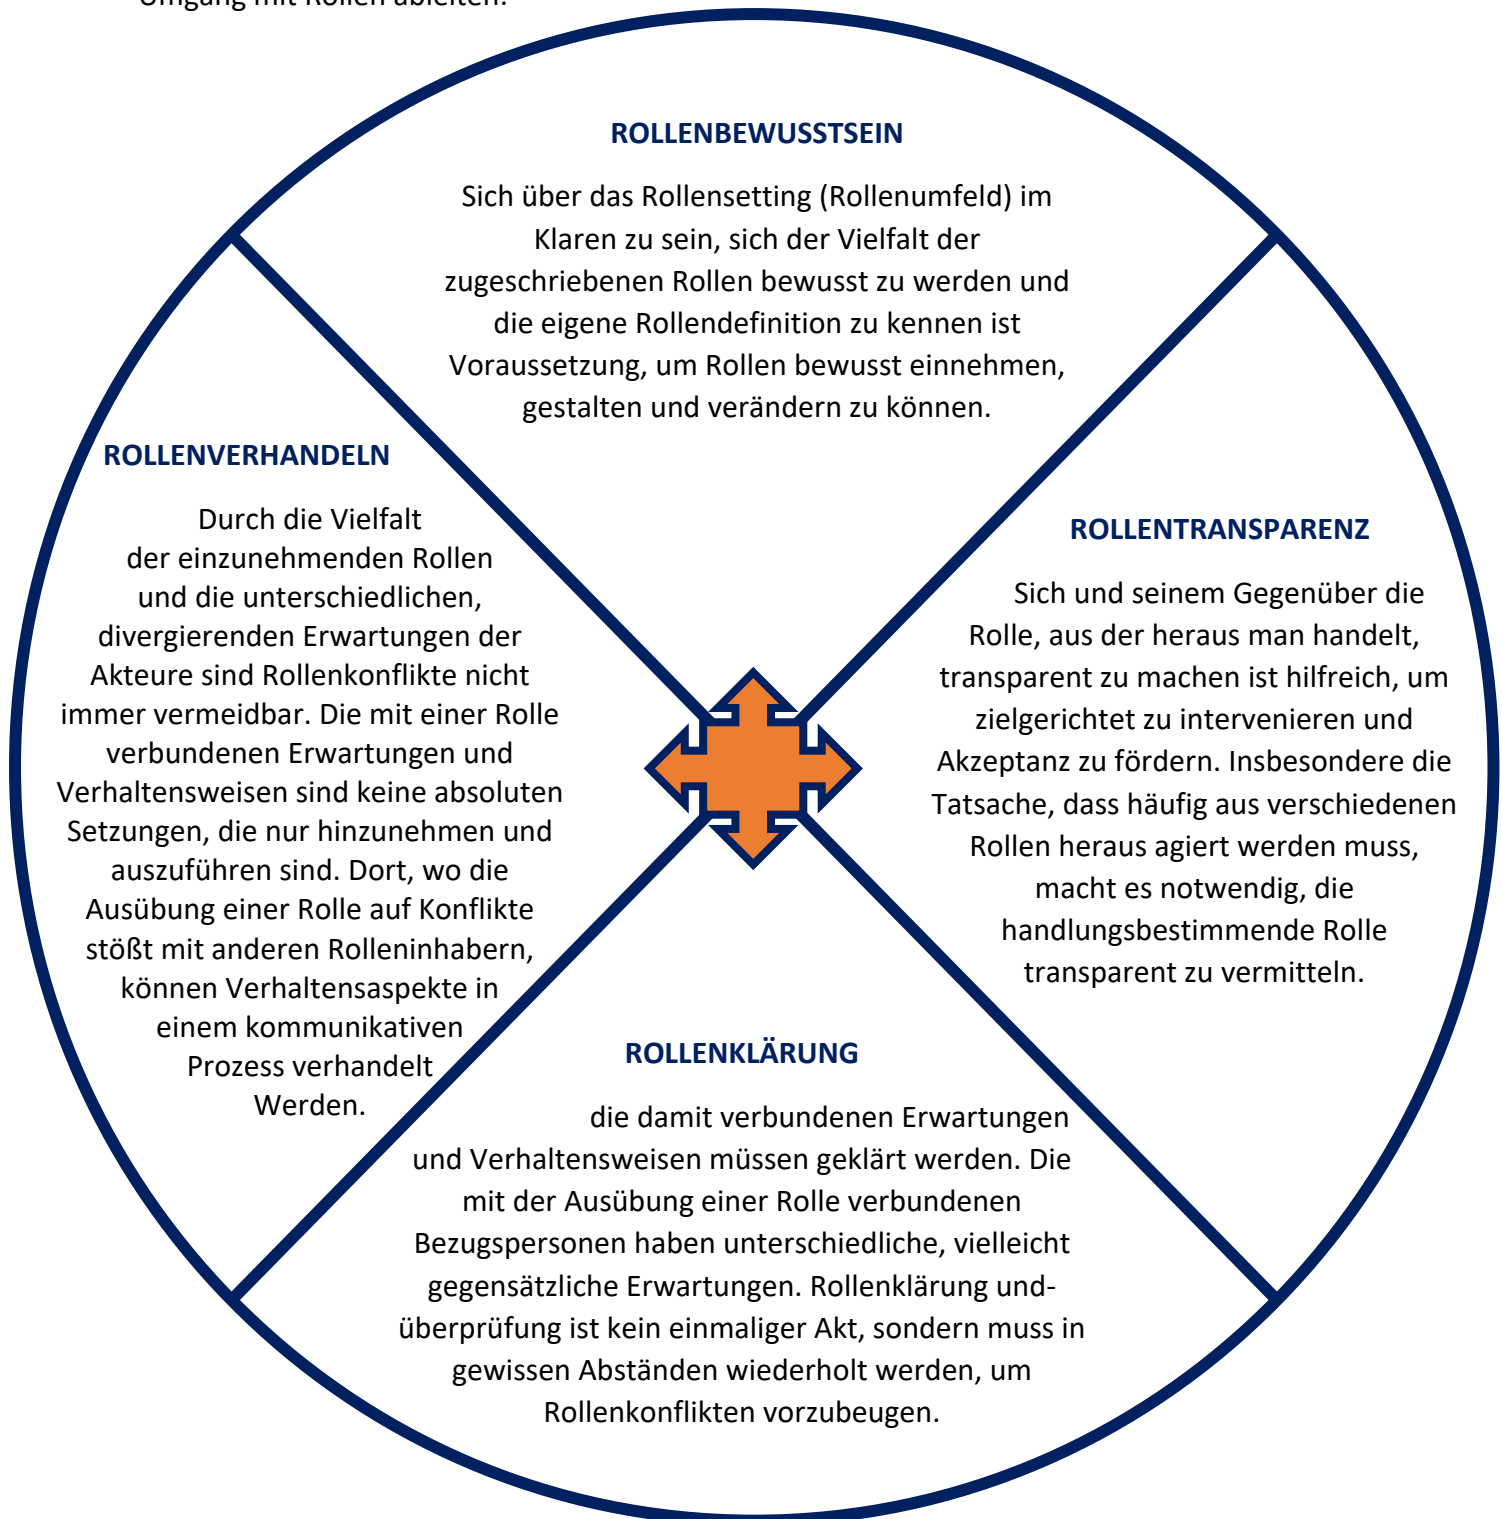 Umgang mit Rollen ableiten.
ROLLENBEWUSSTSEIN
Sich über das Rollensetting (Rollenumfeld) im
Klaren zu sein, sich der Vielfalt der
zugeschriebenen Rollen bewusst zu werden und
die eigene Rollendefinition zu kennen ist
Voraussetzung, um Rollen bewusst einnehmen,
gestalten und verändern zu können.
ROLLENVERHANDELN
Durch die Vielfalt
der einzunehmenden Rollen
und die unterschiedlichen,
divergierenden Erwartungen der
Akteure sind Rollenkonflikte nicht
immer vermeidbar. Die mit einer Rolle
verbundenen Erwartungen und
Verhaltensweisen sind keine absoluten
Setzungen, die nur hinzunehmen und
auszuführen sind. Dort, wo die
Ausübung einer Rolle auf Konflikte
stößt mit anderen Rolleninhabern,
können Verhaltensaspekte in
einem kommunikativen
Prozess verhandelt
Werden.
ROLLENTRANSPARENZ
Sich und seinem Gegenüber die
Rolle, aus der heraus man handelt,
transparent zu machen ist hilfreich, um
zielgerichtet zu intervenieren und
Akzeptanz zu fördern. Insbesondere die
Tatsache, dass häufig aus verschiedenen
Rollen heraus agiert werden muss,
macht es notwendig, die
handlungsbestimmende Rolle
transparent zu vermitteln.
ROLLENKLÄRUNG
die damit verbundenen Erwartungen
und Verhaltensweisen müssen geklärt werden. Die
mit der Ausübung einer Rolle verbundenen
Bezugspersonen haben unterschiedliche, vielleicht
gegensätzliche Erwartungen. Rollenklärung und-
überprüfung ist kein einmaliger Akt, sondern muss in
gewissen Abständen wiederholt werden, um
Rollenkonflikten vorzubeugen.